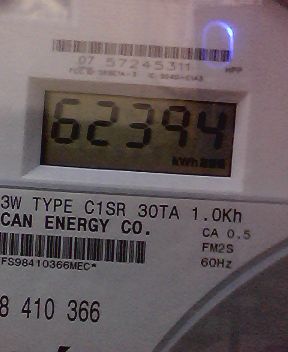 07 57245311
MPP
62394
kWh
3W TYPE C1SR 30TA 1.0Kh
CAN ENERGY CO.
CA 0.5
FM2S
60Hz
FS98410366MEC*
8 410 366